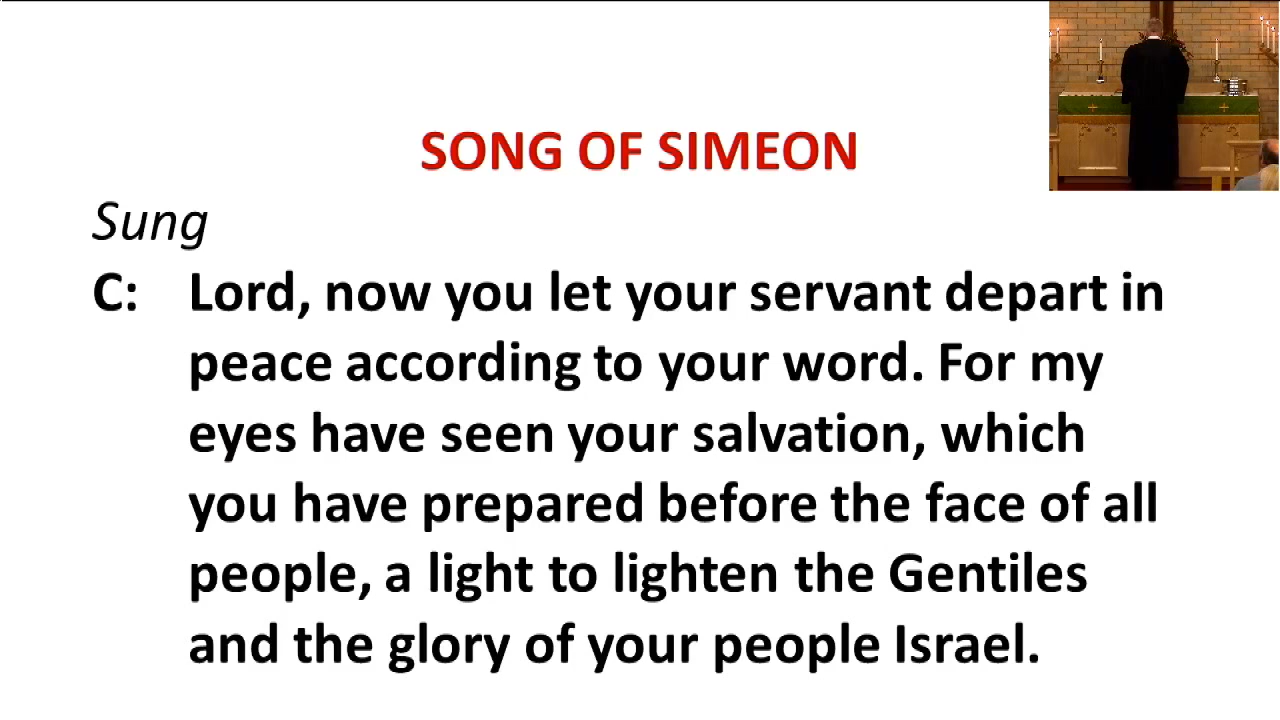 SONG OF SIMEON
Sung
C: Lord, now you let your servant depart in
peace according to your word. For my
eyes have seen your salvation, which
you have prepared before the face of all
people, a light to lighten the Gentiles
and the glory of your people Israel.